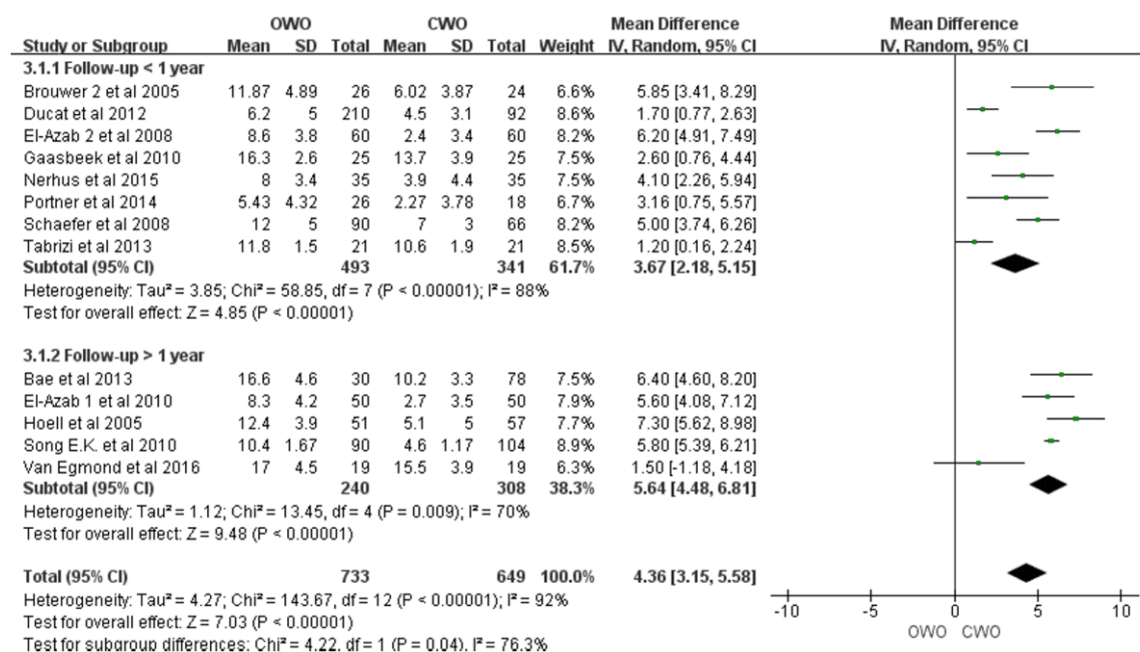 OWO CWO Mean Difference Mean Difference
Study or Subgroup Mean SD Total Mean SD Total Weight IV, Random, 95% CI IV, Random, 95% CI
3.1.1 Follow-up < 1 year
Brouwer 2 et al 2005 11.87 4.89 26 6.02 3.87 24 6.6% 5.85 [3.41, 8.29]
Ducat et al 2012 6.2 5 210 4.5 3.1 92 8.6% 1.70 [0.77, 2.63]
El-Azab 2 et al 2008 8.6 3.8 60 2.4 3.4 60 8.2% 6.20 [4.91, 7.49]
Gaasbeek et al 2010 16.3 2.6 25 13.7 3.9 25 7.5% 2.60 [0.76, 4.44]
Nerhus et al 2015 8 3.4 35 3.9 4.4 35 7.5% 4.10 [2.26, 5.94]
Portner et al 2014 5.43 4.32 26 2.27 3.78 18 6.6% 3.16 [0.75, 5.57]
Schaefer et al 2008 12 5 90 7 3 66 8.2% 5.00 [3.74, 6.26]
Tabrizi et al 2013 11.8 1.5 21 10.6 1.9 21 8.5% 1.20 [0.16, 2.24]
Subtotal (95% CI) 493 341 61.7% 3.67 [2.18, 5.15]
Heterogeneity: Tau² = 3.85; Chi² = 58.85, df = 7 (P < 0.00001); I² = 88%
Test for overall effect: Z = 4.85 (P < 0.00001)
3.1.2 Follow-up > 1 year
Bae et al 2013 16.6 4.6 30 10.2 3.3 78 7.5% 6.40 [4.60, 8.20]
El-Azab 1 et al 2010 8.3 4.2 50 2.7 3.5 50 7.9% 5.60 [4.08, 7.12]
Hoell et al 2005 12.4 3.9 51 5.1 5 57 7.7% 7.30 [5.62, 8.98]
Song E.K. et al 2010 10.4 1.67 90 4.6 1.17 104 8.9% 5.80 [5.39, 6.21]
Van Egmond et al 2016 17 4.5 19 15.5 3.9 19 6.3% 1.50 [-1.18, 4.18]
Subtotal (95% CI) 240 308 38.3% 5.64 [4.48, 6.81]
Heterogeneity: Tau² = 1.12; Chi² = 13.45, df = 4 (P = 0.009); I² = 70%
Test for overall effect: Z = 9.48 (P < 0.00001)
Total (95% CI) 733 649 100.0% 4.36 [3.15, 5.58]
Heterogeneity: Tau² = 4.27; Chi² = 143.67, df = 12 (P < 0.00001); I² = 92%
Test for overall effect: Z = 7.03 (P < 0.00001)
Test for subgroup differences: Chi² = 4.22, df = 1 (P = 0.04), I² = 76.3%
-10 0 5 10
OWO CWO